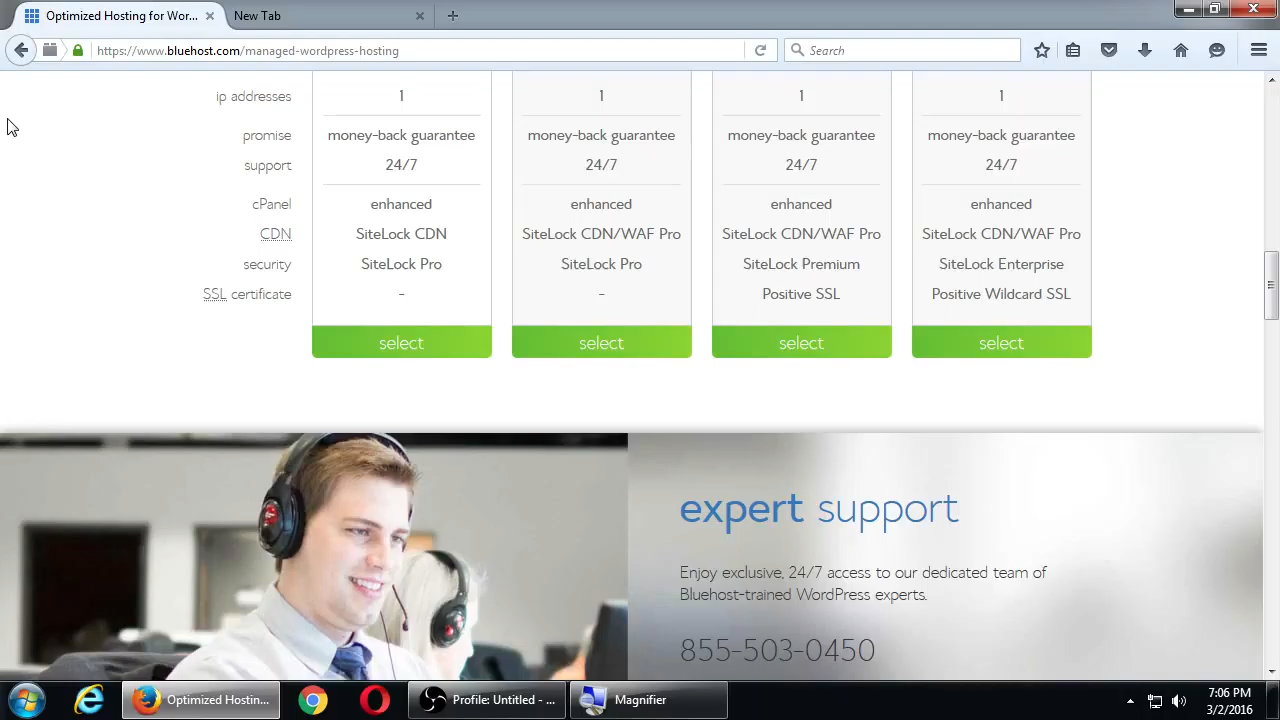 Optimized Hosting for Wor...
New Tab
https://www.bluehost.com/managed-wordpress-hosting
Search
ip addresses 1 1 1 1
promise money-back guarantee money-back guarantee money-back guarantee money-back guarantee
support 24/7 24/7 24/7 24/7
cPanel enhanced enhanced enhanced enhanced
CDN SiteLock CDN SiteLock CDN/WAF Pro SiteLock CDN/WAF Pro SiteLock CDN/WAF Pro
security SiteLock Pro SiteLock Pro SiteLock Premium SiteLock Enterprise
SSL certificate - - Positive SSL Positive Wildcard SSL
select select select select
expert support
Enjoy exclusive, 24/7 access to our dedicated team of
Bluehost-trained WordPress experts.
855-503-0450
Optimized Hostin...
Profile: Untitled - ...
Magnifier
7:06 PM
3/2/2016